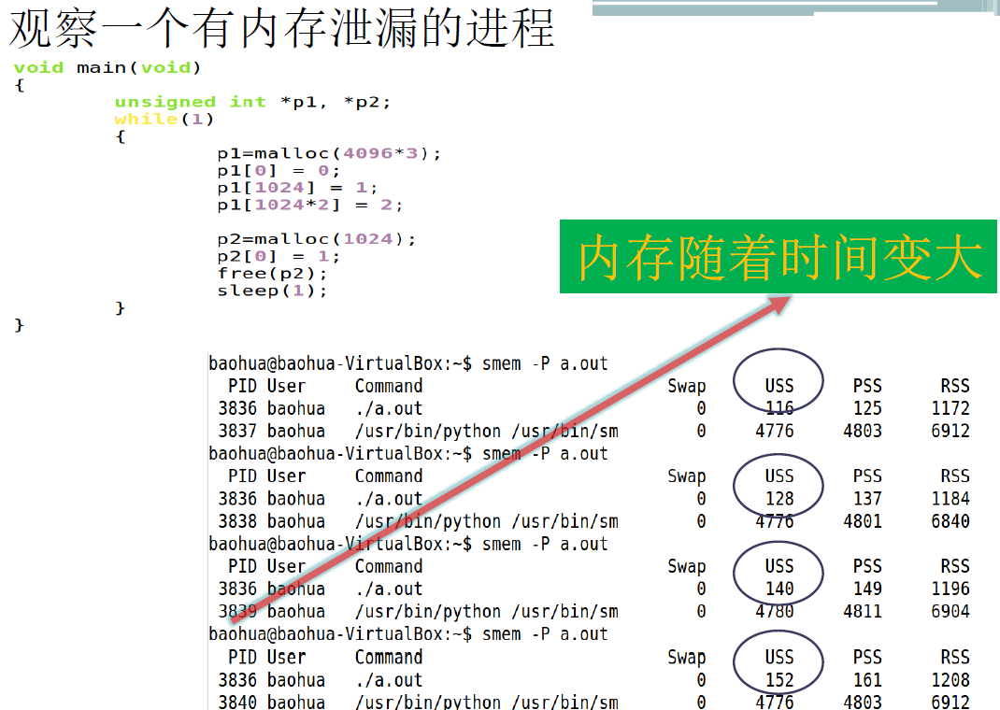 观察一个有内存泄漏的进程
void main(void)
{
unsigned int *p1, *p2;
while(1)
{
p1=malloc(4096*3);
p1[0] = 0;
p1[1024] = 1;
p1[1024*2] = 2;
p2=malloc(1024);
p2[0] = 1;
free(p2);
sleep(1);
}
}
内存随着时间变大
baohua@baohua-VirtualBox:~$ smem -P a.out
PID User Command Swap USS PSS RSS
3836 baohua ./a.out 0 116 125 1172
3837 baohua /usr/bin/python /usr/bin/sm 0 4776 4803 6912
baohua@baohua-VirtualBox:~$ smem -P a.out
PID User Command Swap USS PSS RSS
3836 baohua ./a.out 0 128 137 1184
3838 baohua /usr/bin/python /usr/bin/sm 0 4776 4801 6840
baohua@baohua-VirtualBox:~$ smem -P a.out
PID User Command Swap USS PSS RSS
3836 baohua ./a.out 0 140 149 1196
3839 baohua /usr/bin/python /usr/bin/sm 0 4780 4811 6904
baohua@baohua-VirtualBox:~$ smem -P a.out
PID User Command Swap USS PSS RSS
3836 baohua ./a.out 0 152 161 1208
3840 baohua /usr/bin/python /usr/bin/sm 0 4776 4803 6912